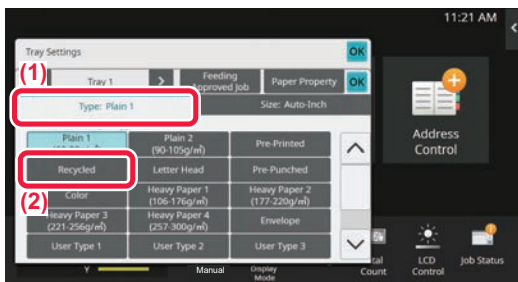 11:21 AM
Tray Settings
OK
(1)
Tray 1
>
Feeding
Approved Job
Paper Property
OK
Type: Plain 1
Size: Auto-Inch
Plain 1
Plain 2
(90-105g/㎡)
Pre-Printed
Recycled
Letter Head
Pre-Punched
(2)
Color
Heavy Paper 1
(106-176g/㎡)
Heavy Paper 2
(177-220g/㎡)
Heavy Paper 3
(221-256g/㎡)
Heavy Paper 4
(257-300g/㎡)
Envelope
User Type 1
User Type 2
User Type 3
Address
Control
Y
Manual
Display
Mode
Count
LCD
Control
Job Status